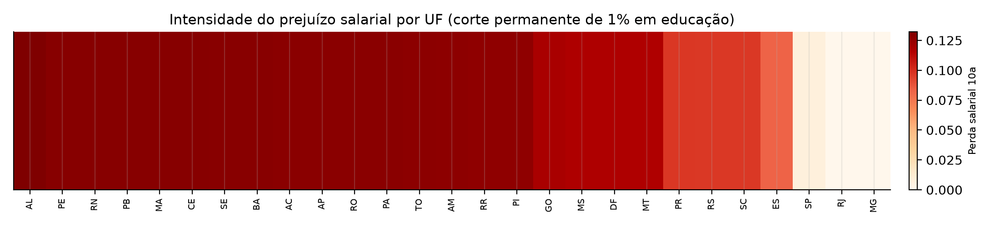 Intensidade do prejuízo salarial por UF (corte permanente de 1% em educação)
AL PE RN PB MA CE SE BA AC AP RO PA TO AM RR PI GO MS DF MT PR RS SC ES SP RJ MG
0.125
0.100
0.075
0.050
0.025
0.000
Perda salarial 10a